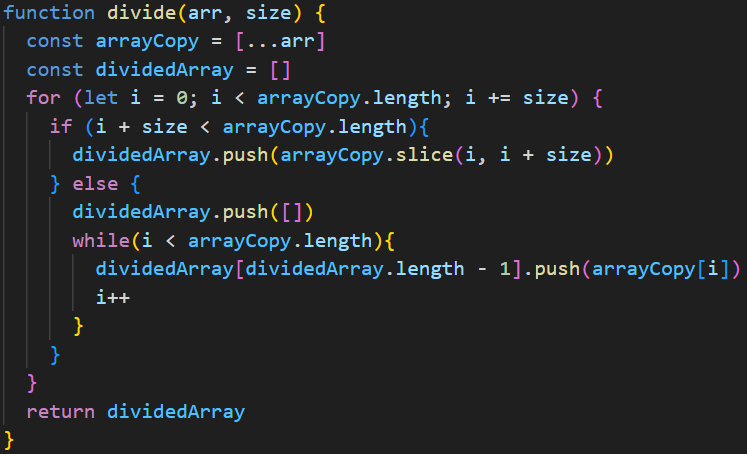 function divide(arr, size) {
  const arrayCopy = [...arr]
  const dividedArray = []
  for (let i = 0; i < arrayCopy.length; i += size) {
    if (i + size < arrayCopy.length){
      dividedArray.push(arrayCopy.slice(i, i + size))
    } else {
      dividedArray.push([])
      while(i < arrayCopy.length){
        dividedArray[dividedArray.length - 1].push(arrayCopy[i])
        i++
      }
    }
  }
  return dividedArray
}